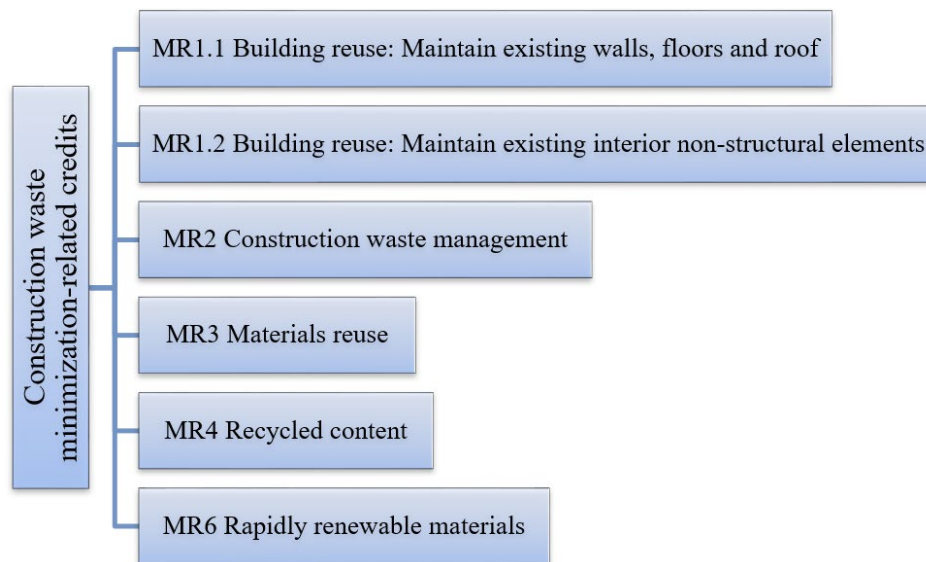 Construction waste
minimization-related credits
MR1.1 Building reuse: Maintain existing walls, floors and roof
MR1.2 Building reuse: Maintain existing interior non-structural elements
MR2 Construction waste management
MR3 Materials reuse
MR4 Recycled content
MR6 Rapidly renewable materials